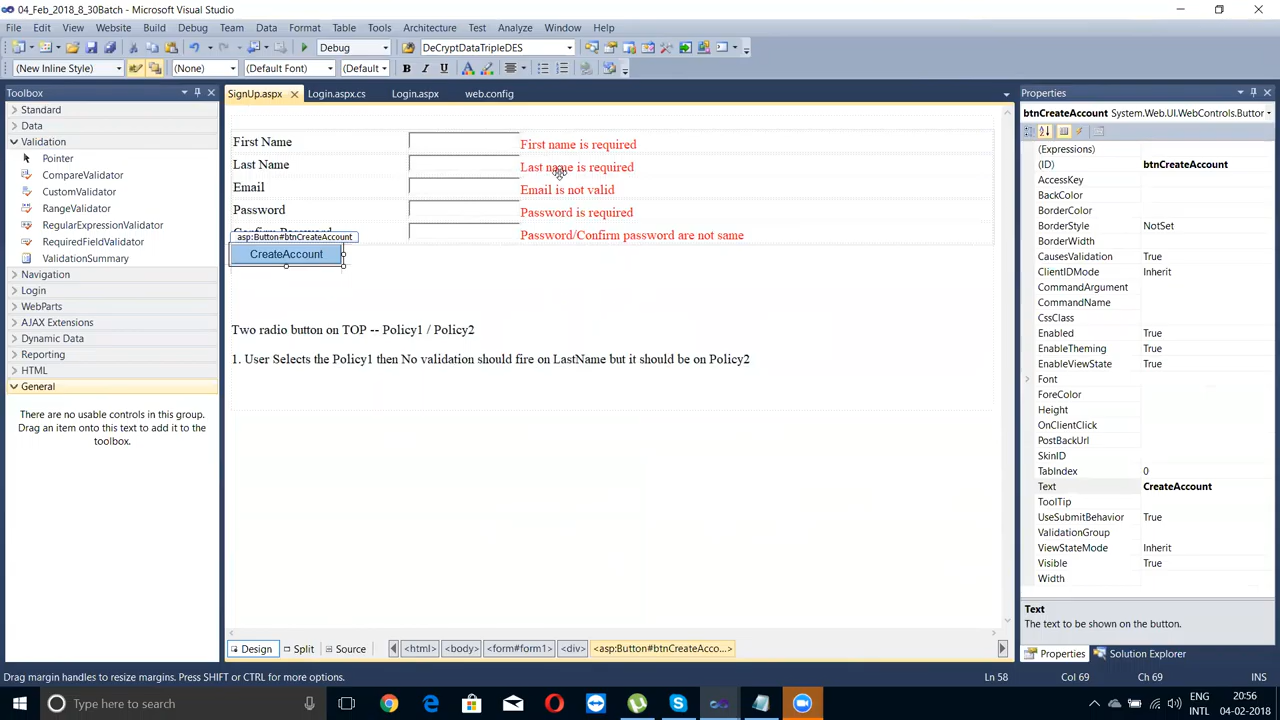 04_Feb_2018_8_30Batch - Microsoft Visual Studio
File Edit View Website Build Debug Team Data Format Table Tools Architecture Test Analyze Window Help
Debug DeCryptDataTripleDES
(New Inline Style) (None) (Default Font) (Default B I U A
Toolbox
Standard
Data
Validation
Pointer
CompareValidator
CustomValidator
RangeValidator
RegularExpressionValidator
RequiredFieldValidator
ValidationSummary
Navigation
Login
WebParts
AJAX Extensions
Dynamic Data
Reporting
HTML
General
There are no usable controls in this group.
Drag an item onto this text to add it to the
toolbox.
SignUp.aspx Login.aspx.cs Login.aspx web.config
First Name First name is required
Last Name Last name is required
Email Email is not valid
Password Password is required
Confirm Password Password/Confirm password are not same
asp:Button#btnCreateAccount
CreateAccount
Two radio button on TOP -- Policy1 / Policy2
1. User Selects the Policy1 then No validation should fire on LastName but it should be on Policy2
Design Split Source <html> <body> <form#form1> <div> <asp:Button#btnCreateAcco...>
Properties
btnCreateAccount System.Web.UI.WebControls.Buttor
(Expressions)
(ID) btnCreateAccount
AccessKey
BackColor
BorderColor
BorderStyle NotSet
BorderWidth
CausesValidation True
ClientIDMode Inherit
CommandArgument
CommandName
CssClass
Enabled True
EnableTheming True
EnableViewState True
Font
ForeColor
Height
OnClientClick
PostBackUrl
SkinID
TabIndex 0
Text CreateAccount
ToolTip
UseSubmitBehavior True
ValidationGroup
ViewStateMode Inherit
Visible True
Width
Text
The text to be shown on the button.
Properties Solution Explorer
Drag margin handles to resize margins. Press SHIFT or CTRL for more options. Ln 58 Col 69 Ch 69 INS
Type here to search
ENG 20:56
INTL 04-02-2018